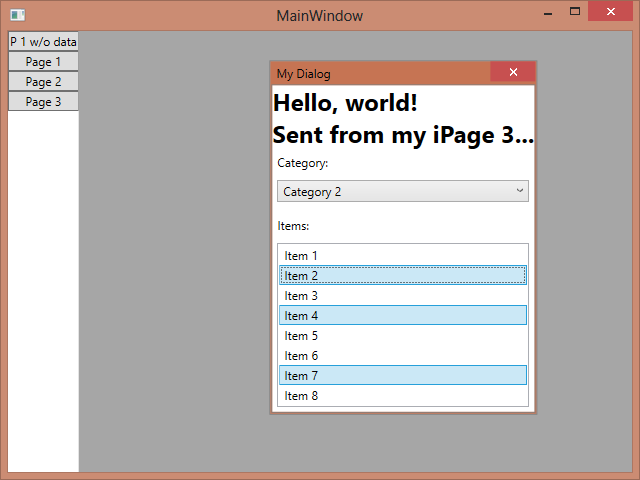 MainWindow
P 1 w/o data
Page 1
Page 2
Page 3
My Dialog
Hello, world!
Sent from my iPage 3...
Category:
Category 2
Items:
Item 1
Item 2
Item 3
Item 4
Item 5
Item 6
Item 7
Item 8